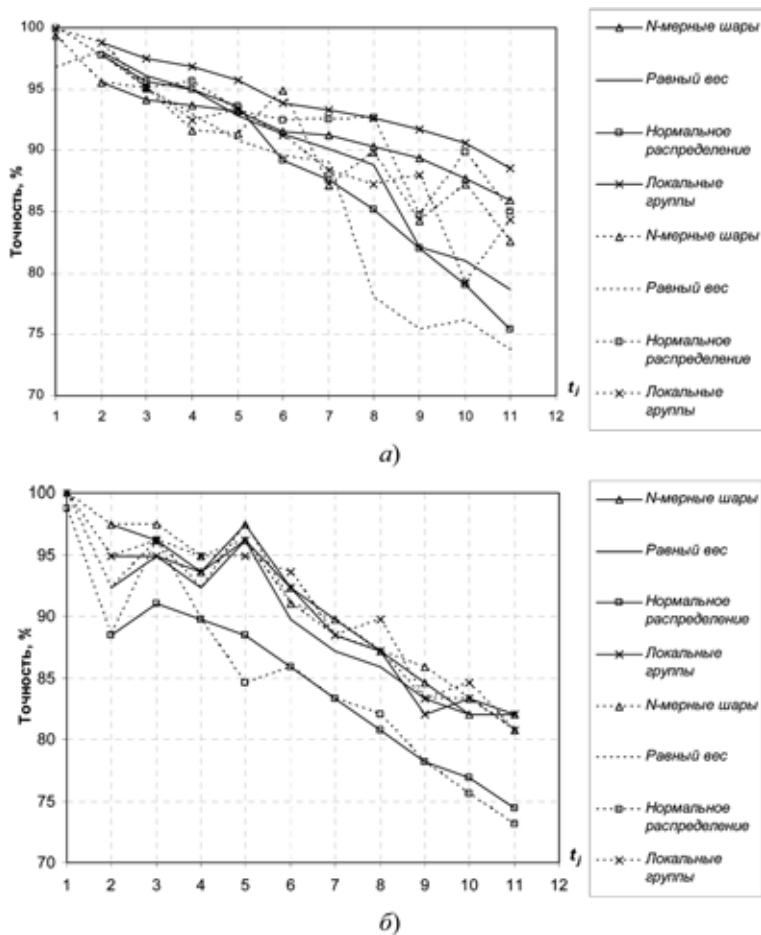 100
95
90
85
80
75
70
Точность, %
1 2 3 4 5 6 7 8 9 10 11 12
t_j
N-мерные шары
Равный вес
Нормальное
распределение
Локальные
группы
N-мерные шары
Равный вес
Нормальное
распределение
Локальные
группы
а)
100
95
90
85
80
75
70
Точность, %
1 2 3 4 5 6 7 8 9 10 11 12
t_j
N-мерные шары
Равный вес
Нормальное
распределение
Локальные
группы
N-мерные шары
Равный вес
Нормальное
распределение
Локальные
группы
б)